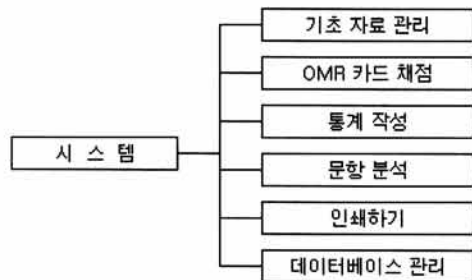 기초 자료 관리
OMR 카드 채점
통계 작성
시 스 템
문항 분석
인쇄하기
데이터베이스 관리